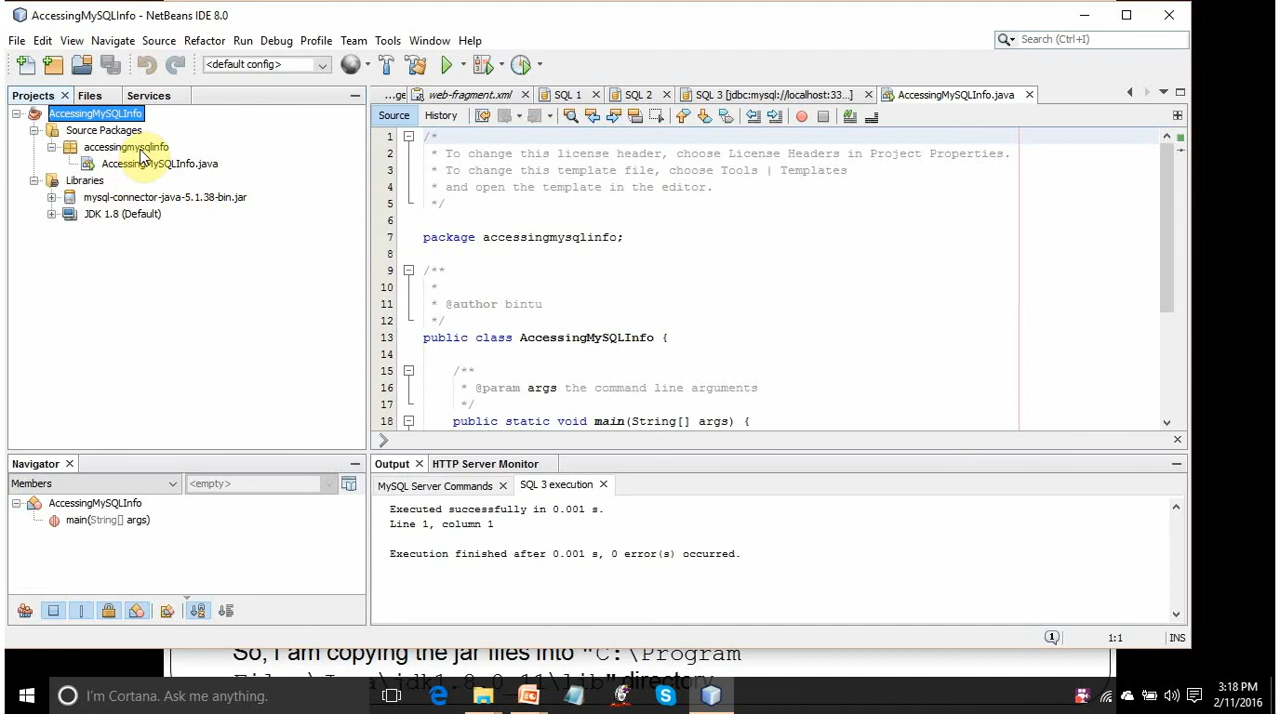 AccessingMySQLInfo - NetBeans IDE 8.0
File Edit View Navigate Source Refactor Run Debug Profile Team Tools Window Help
Search (Ctrl+I)
<default config>
Projects Files Services
...ge web-fragment.xml SQL 1 SQL 2 SQL 3 [jdbc:mysql://localhost:33... AccessingMySQLInfo.java
Source History
AccessingMySQLInfo
Source Packages
accessingmysqlinfo
AccessingMySQLInfo.java
Libraries
mysql-connector-java-5.1.38-bin.jar
JDK 1.8 (Default)
1 /*
2 * To change this license header, choose License Headers in Project Properties.
3 * To change this template file, choose Tools | Templates
4 * and open the template in the editor.
5 */
6
7 package accessingmysqlinfo;
8
9 /**
10 *
11 * @author bintu
12 */
13 public class AccessingMySQLInfo {
14
15 /**
16 * @param args the command line arguments
17 */
18 public static void main(String[] args) {
Navigator
Members <empty>
AccessingMySQLInfo
main(String[] args)
Output HTTP Server Monitor
MySQL Server Commands SQL 3 execution
Executed successfully in 0.001 s.
Line 1, column 1
Execution finished after 0.001 s, 0 error(s) occurred.
1 1:1 INS
So, I am copying the jar files into "C:\Program
Files\Java\jdk1.8.0_11\lib" directory
I'm Cortana. Ask me anything.
3:18 PM
2/11/2016